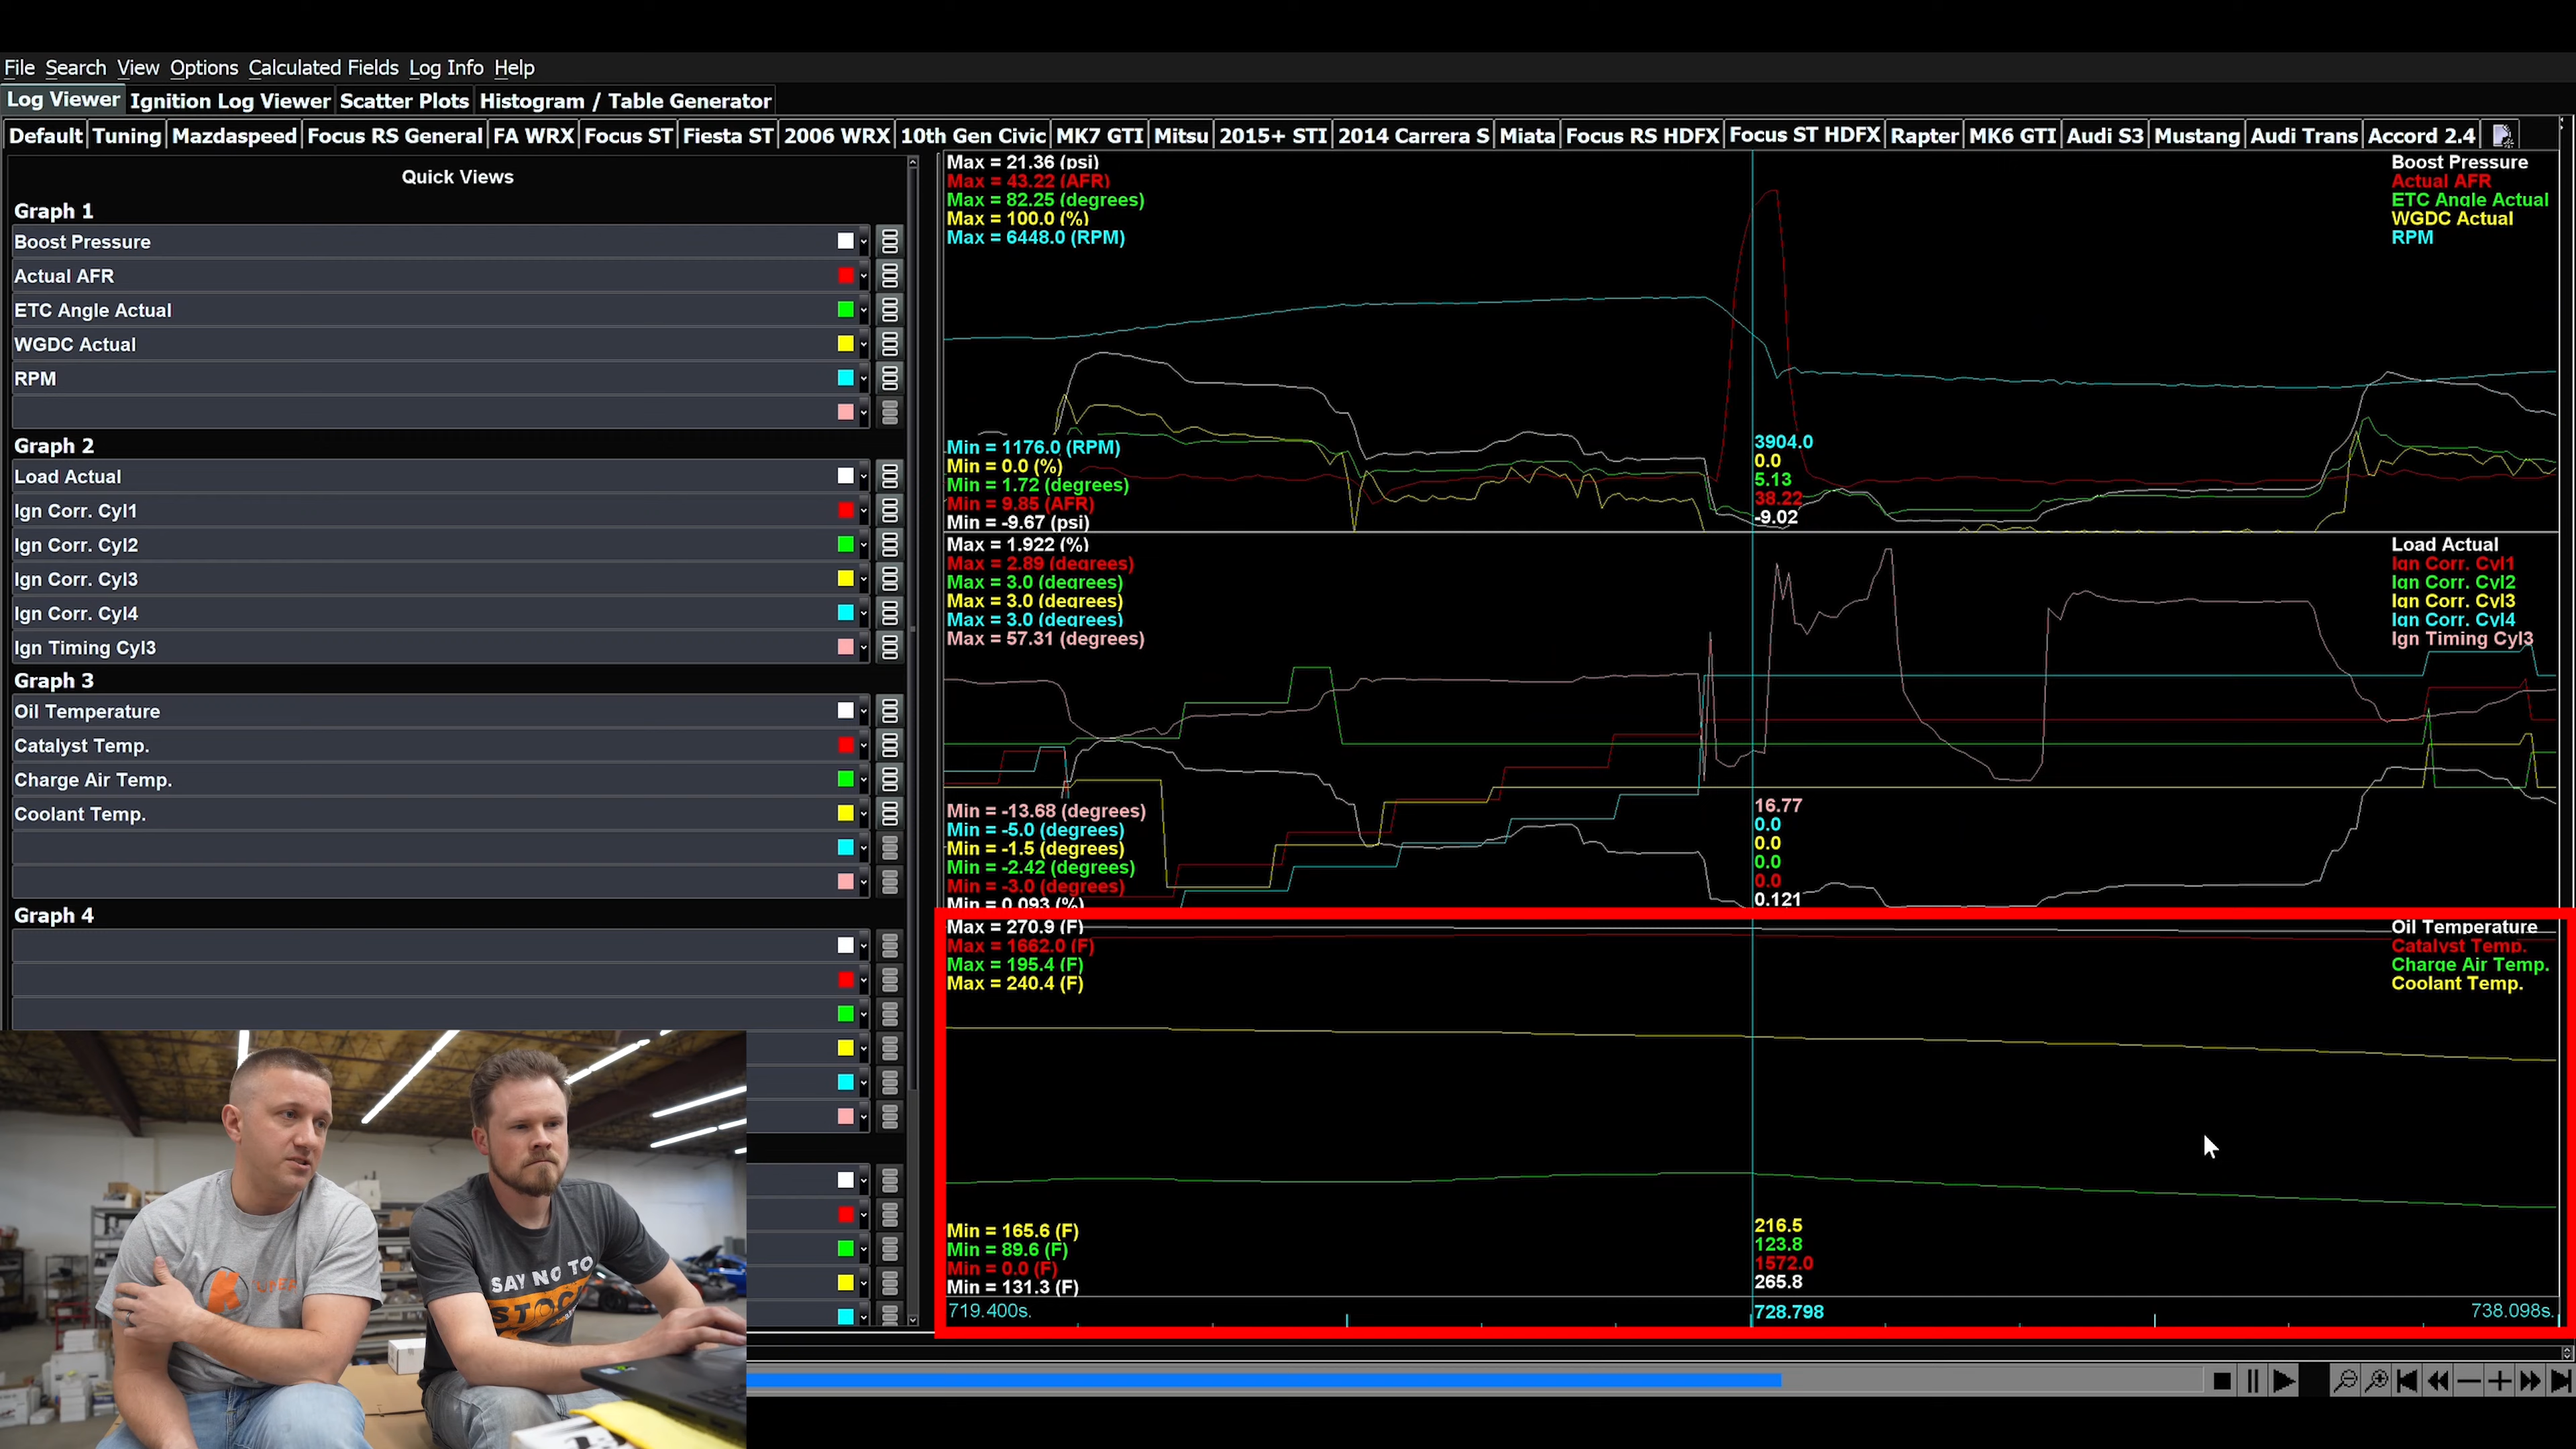 File Search View Options Calculated Fields Log Info Help
Log Viewer Ignition Log Viewer Scatter Plots Histogram / Table Generator
Default Tuning Mazdaspeed Focus RS General FA WRX Focus ST Fiesta ST 2006 WRX 10th Gen Civic MK7 GTI Mitsu 2015+ STI 2014 Carrera S Miata Focus RS HDFX Focus ST HDFX Rapter MK6 GTI Audi S3 Mustang Audi Trans Accord 2.4
Quick Views
Graph 1
Boost Pressure
Actual AFR
ETC Angle Actual
WGDC Actual
RPM
Graph 2
Load Actual
Ign Corr. Cyl1
Ign Corr. Cyl2
Ign Corr. Cyl3
Ign Corr. Cyl4
Ign Timing Cyl3
Graph 3
Oil Temperature
Catalyst Temp.
Charge Air Temp.
Coolant Temp.
Graph 4
Max = 21.36 (psi)
Max = 43.22 (AFR)
Max = 82.25 (degrees)
Max = 100.0 (%)
Max = 6448.0 (RPM)
Boost Pressure
Actual AFR
ETC Angle Actual
WGDC Actual
RPM
Min = 1176.0 (RPM)
Min = 0.0 (%)
Min = 1.72 (degrees)
Min = 9.85 (AFR)
Min = -9.67 (psi)
3904.0
0.0
5.13
38.22
-9.02
Max = 1.922 (%)
Max = 2.89 (degrees)
Max = 3.0 (degrees)
Max = 3.0 (degrees)
Max = 3.0 (degrees)
Max = 57.31 (degrees)
Load Actual
Ign Corr. Cyl1
Ign Corr. Cyl2
Ign Corr. Cyl3
Ign Corr. Cyl4
Ign Timing Cyl3
Min = -13.68 (degrees)
Min = -5.0 (degrees)
Min = -1.5 (degrees)
Min = -2.42 (degrees)
Min = -3.0 (degrees)
Min = 0.093 (%)
16.77
0.0
0.0
0.0
0.0
0.121
Max = 270.9 (F)
Max = 1662.0 (F)
Max = 195.4 (F)
Max = 240.4 (F)
Oil Temperature
Catalyst Temp.
Charge Air Temp.
Coolant Temp.
Min = 165.6 (F)
Min = 89.6 (F)
Min = 0.0 (F)
Min = 131.3 (F)
216.5
123.8
1572.0
265.8
719.400s.
728.798
738.098s.
SAY NO TO
STOCK